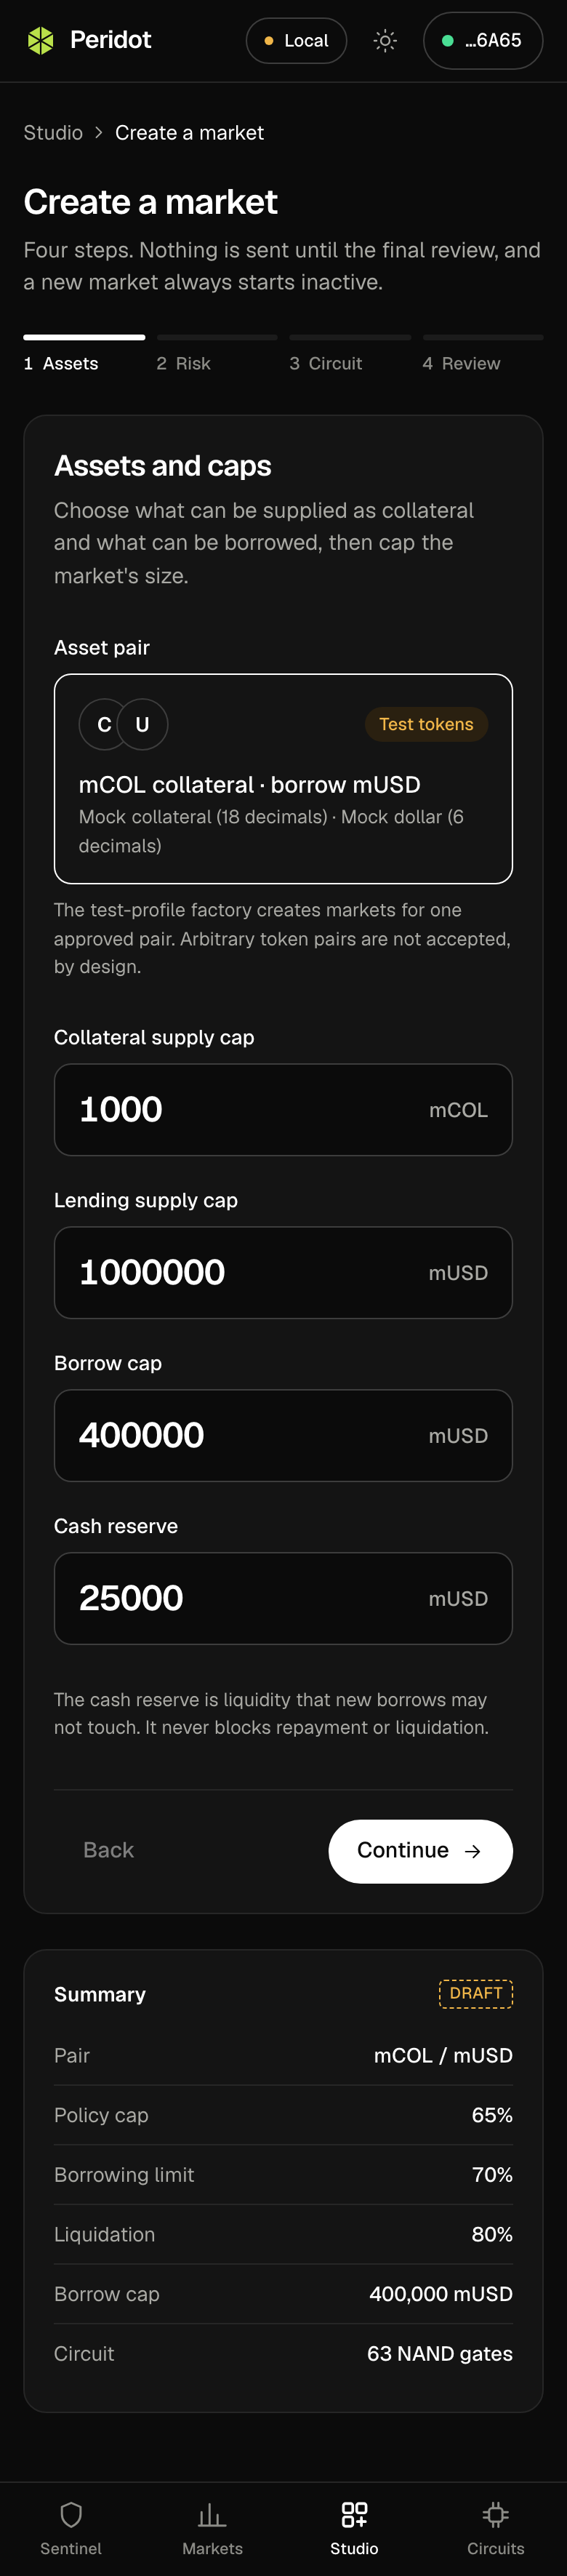 Peridot
Local
...6A65
Studio > Create a market
Create a market
Four steps. Nothing is sent until the final review, and
a new market always starts inactive.
1 Assets
2 Risk
3 Circuit
4 Review
Assets and caps
Choose what can be supplied as collateral
and what can be borrowed, then cap the
market's size.
Asset pair
C U
Test tokens
mCOL collateral · borrow mUSD
Mock collateral (18 decimals) · Mock dollar (6
decimals)
The test-profile factory creates markets for one
approved pair. Arbitrary token pairs are not accepted,
by design.
Collateral supply cap
1000 mCOL
Lending supply cap
1000000 mUSD
Borrow cap
400000 mUSD
Cash reserve
25000 mUSD
The cash reserve is liquidity that new borrows may
not touch. It never blocks repayment or liquidation.
Back
Continue →
Summary
DRAFT
Pair mCOL / mUSD
Policy cap 65%
Borrowing limit 70%
Liquidation 80%
Borrow cap 400,000 mUSD
Circuit 63 NAND gates
Sentinel
Markets
Studio
Circuits